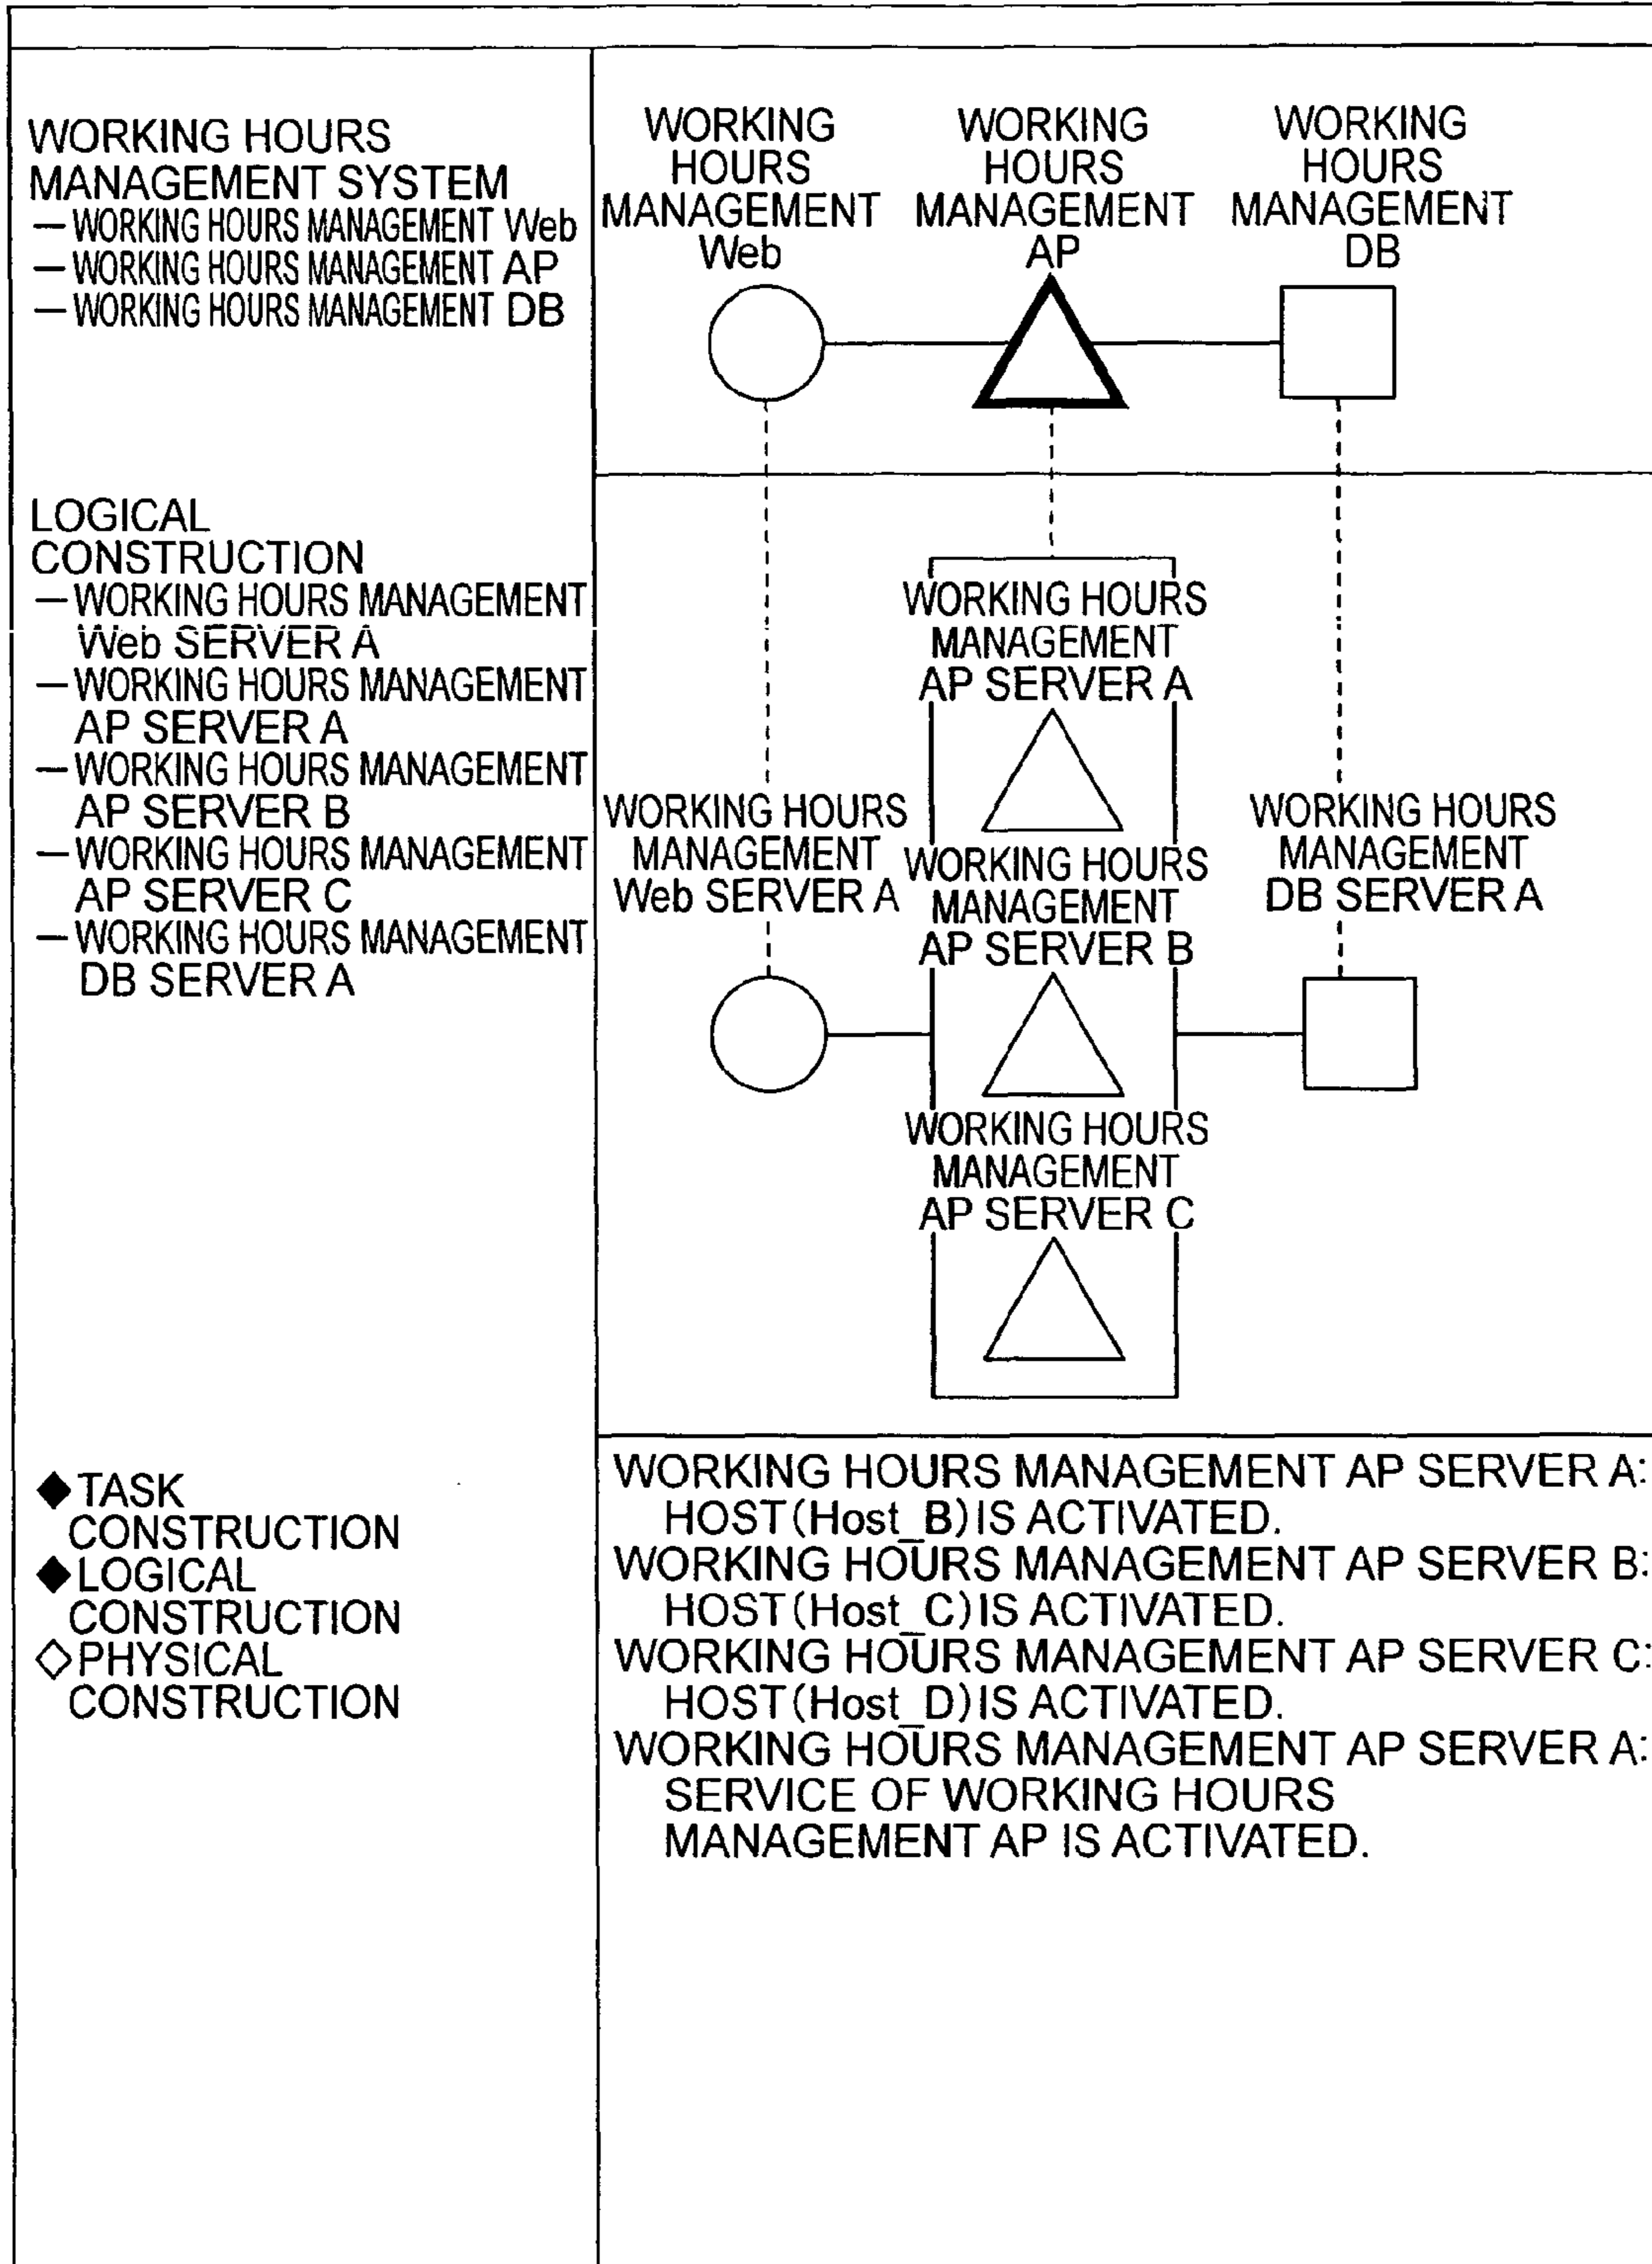 WORKING HOURS
MANAGEMENT SYSTEM
— WORKING HOURS MANAGEMENT Web
— WORKING HOURS MANAGEMENT AP
— WORKING HOURS MANAGEMENT DB
WORKING
HOURS
MANAGEMENT
Web
WORKING
HOURS
MANAGEMENT
AP
WORKING
HOURS
MANAGEMENT
DB
LOGICAL
CONSTRUCTION
— WORKING HOURS MANAGEMENT
Web SERVER A
— WORKING HOURS MANAGEMENT
AP SERVER A
— WORKING HOURS MANAGEMENT
AP SERVER B
— WORKING HOURS MANAGEMENT
AP SERVER C
— WORKING HOURS MANAGEMENT
DB SERVER A
WORKING HOURS
MANAGEMENT
Web SERVER A
WORKING HOURS
MANAGEMENT
AP SERVER A
WORKING HOURS
MANAGEMENT
AP SERVER B
WORKING HOURS
MANAGEMENT
AP SERVER C
WORKING HOURS
MANAGEMENT
DB SERVER A
◆TASK
CONSTRUCTION
◆LOGICAL
CONSTRUCTION
◇PHYSICAL
CONSTRUCTION
WORKING HOURS MANAGEMENT AP SERVER A:
HOST(Host_B)IS ACTIVATED.
WORKING HOURS MANAGEMENT AP SERVER B:
HOST(Host_C)IS ACTIVATED.
WORKING HOURS MANAGEMENT AP SERVER C:
HOST(Host_D)IS ACTIVATED.
WORKING HOURS MANAGEMENT AP SERVER A:
SERVICE OF WORKING HOURS
MANAGEMENT AP IS ACTIVATED.